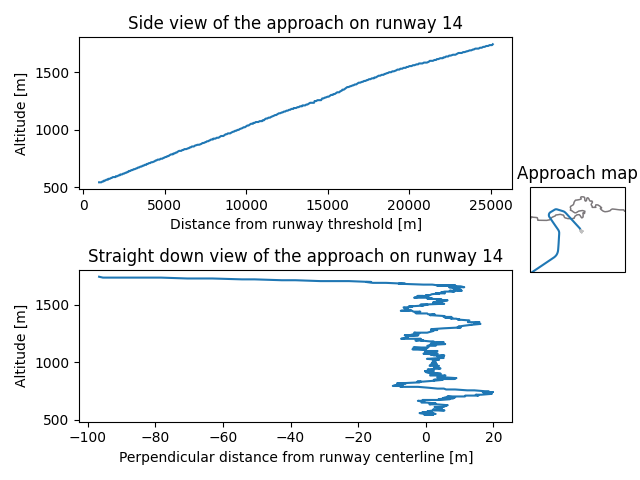 Side view of the approach on runway 14
Altitude [m]
1500
1000
500
0 5000 10000 15000 20000 25000
Distance from runway threshold [m]
Approach map
Straight down view of the approach on runway 14
Altitude [m]
1500
1000
500
−100 −80 −60 −40 −20 0 20
Perpendicular distance from runway centerline [m]